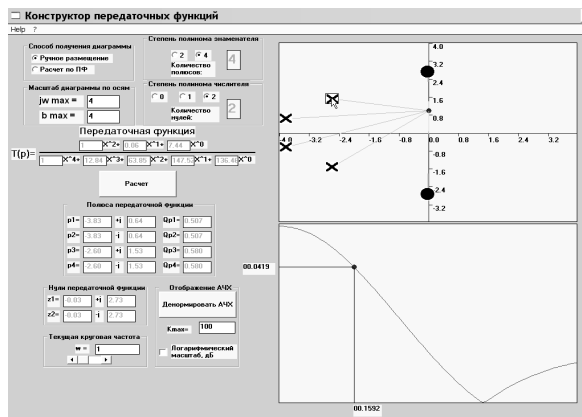 Конструктор передаточных функций
Help ?
Способ получения диаграммы
Ручное размещение
Расчет по ПФ
Степень полинома знаменателя
2 4
Количество полюсов:
4
Масштаб диаграммы по осям
jw max = 4
b max = 4
Степень полинома числителя
0 1 2
Количество нулей:
2
Передаточная функция
1 X^2+ 0.06 X^1+ 7.44 X^0
T(p)=
1 X^4+ 12.84 X^3+ 63.85 X^2+ 147.52 X^1+ 136.46 X^0
Расчет
Полюса передаточной функции
p1= -3.83 +j 0.64 Qp1= 0.507
p2= -3.83 -j 0.64 Qp2= 0.507
p3= -2.60 +j 1.53 Qp3= 0.580
p4= -2.60 -j 1.53 Qp4= 0.580
Нули передаточной функции
z1= -0.03 +j 2.73
z2= -0.03 -j 2.73
Текущая круговая частота
w = 1
Отображение АЧХ
Денормировать АЧХ
Kmax= 100
Логарифмический масштаб, дБ
4.0
3.2
2.4
1.6
0.8
-4.0 -3.2 -2.4 -1.6 -0.8 0.0 0.8 1.6 2.4 3.2
-0.8
-1.6
-2.4
-3.2
00.0419
00.1592